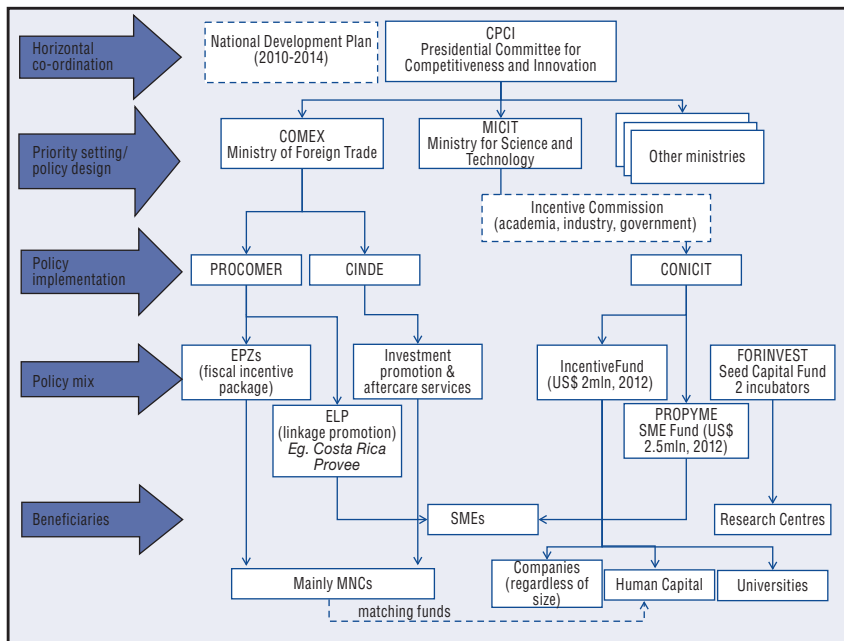 Horizontal
co-ordination
National Development Plan
(2010-2014)
CPCI
Presidential Committee for
Competitiveness and Innovation
Priority setting/
policy design
COMEX
Ministry of Foreign Trade
MICIT
Ministry for Science and
Technology
Other ministries
Incentive Commission
(academia, industry, government)
Policy
implementation
PROCOMER
CINDE
CONICIT
Policy mix
EPZs
(fiscal incentive
package)
Investment
promotion &
aftercare services
IncentiveFund
(US$ 2mln, 2012)
FORINVEST
Seed Capital Fund
2 incubators
ELP
(linkage promotion)
Eg. Costa Rica
Provee
PROPYME
SME Fund (US$
2.5mln, 2012)
Beneficiaries
SMEs
Research Centres
Mainly MNCs
Companies
(regardless of
size)
Human Capital
Universities
matching funds